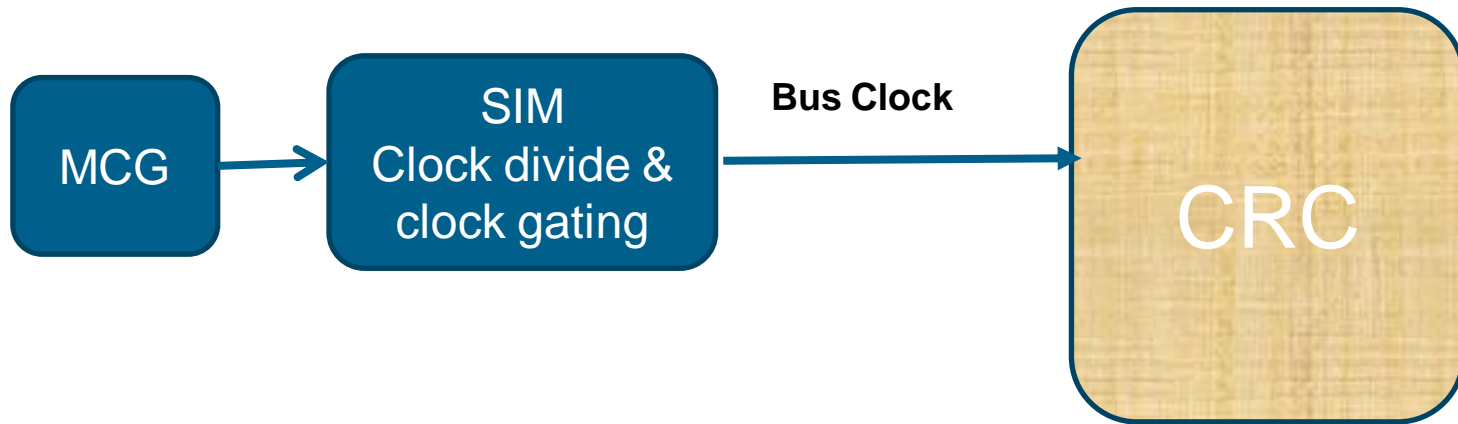 MCG
SIM
Clock divide &
clock gating
Bus Clock
CRC